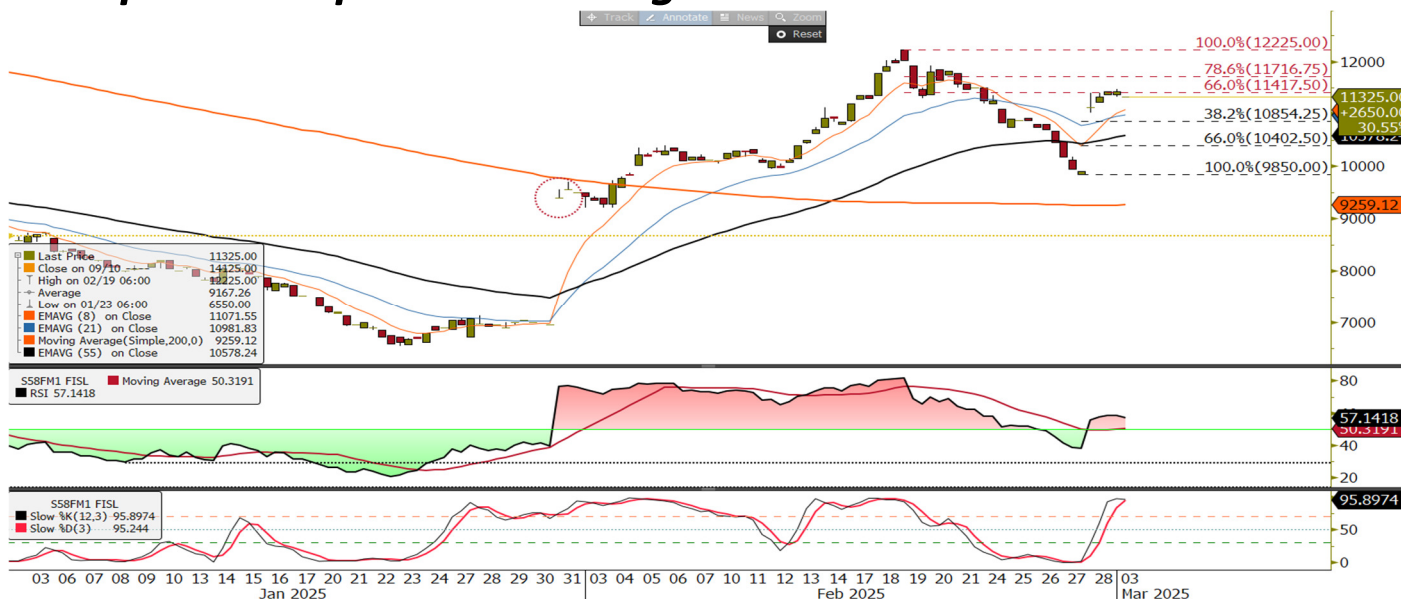 Track Annotate News Zoom
Reset
100.0%(12225.00)
78.6%(11716.75)
66.0%(11417.50)
38.2%(10854.25)
66.0%(10402.50)
100.0%(9850.00)
12000
11325.00
+2650.00
30.55%
10000
9259.12
9000
8000
7000
Last Price 11325.00
Close on 09/10 14125.00
High on 02/19 06:00 12225.00
Average 9167.26
Low on 01/23 06:00 6550.00
EMAVG (8) on Close 11071.55
EMAVG (21) on Close 10981.83
Moving Average(Simple,200,0) 9259.12
EMAVG (55) on Close 10578.24
S58FM1 FISL Moving Average 50.3191
RSI 57.1418
80
57.1418
50.3191
40
20
S58FM1 FISL
Slow %K(12,3) 95.8974
Slow %D(3) 95.244
95.8974
50
0
03 06 07 08 09 10 13 14 15 16 17 20 21 22 23 24 27 28 29 30 31 03 04 05 06 07 10 11 12 13 14 17 18 19 20 21 24 25 26 27 28 03
Jan 2025 Feb 2025 Mar 2025